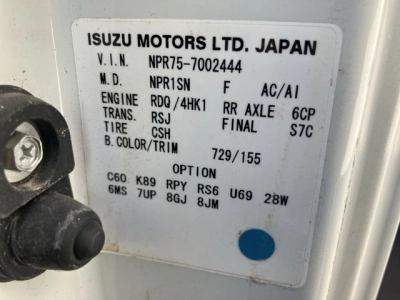 ISUZU MOTORS LTD. JAPAN
V.I.N. NPR75-7002444
M.D. NPR1SN F AC/AI
ENGINE RDQ/4HK1 RR AXLE 6CP
TRANS. RSJ FINAL S7C
TIRE CSH
B.COLOR/TRIM 729/155
OPTION
C60 K89 RPY RS6 U69 28W
6MS 7UP 8GJ 8JM